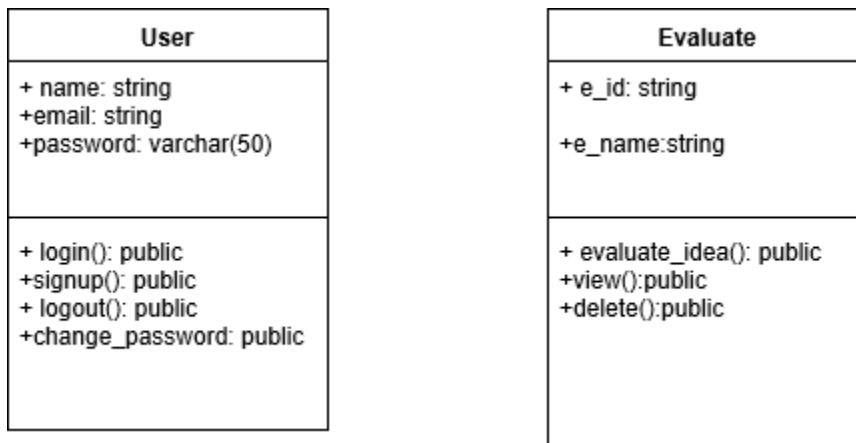 User
+ name: string
+email: string
+password: varchar(50)
+ login(): public
+signup(): public
+ logout(): public
+change_password: public
Evaluate
+ e_id: string
+e_name:string
+ evaluate_idea(): public
+view():public
+delete():public